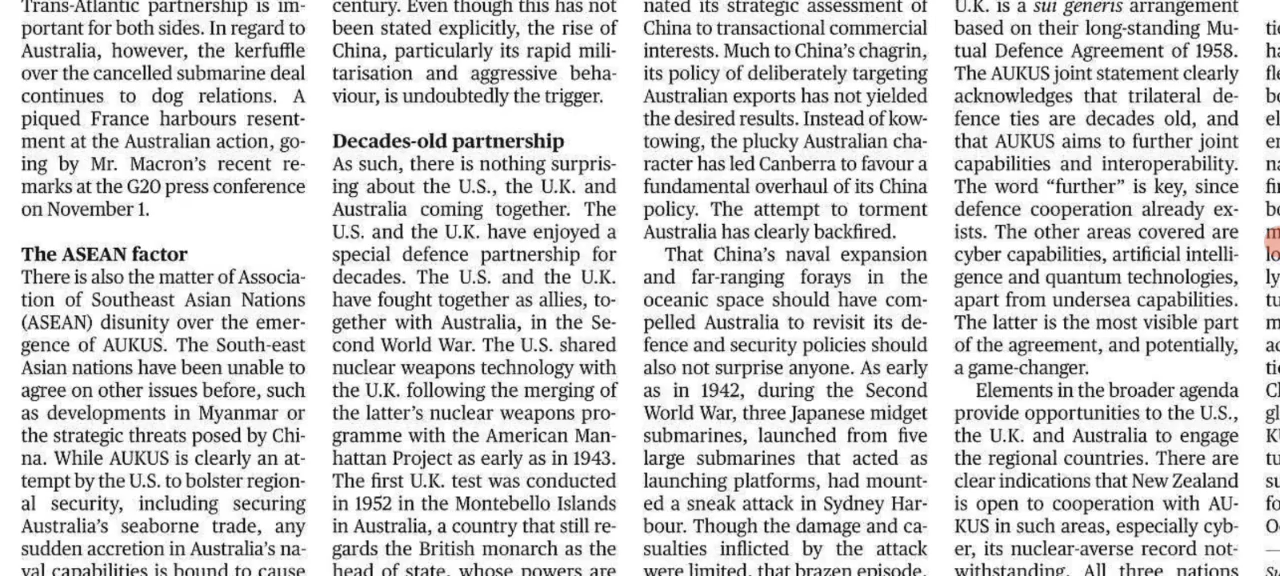 Trans-Atlantic partnership is im-
portant for both sides. In regard to
Australia, however, the kerfuffle
over the cancelled submarine deal
continues to dog relations. A
piqued France harbours resent-
ment at the Australian action, go-
ing by Mr. Macron's recent re-
marks at the G20 press conference
on November 1.
The ASEAN factor
There is also the matter of Associa-
tion of Southeast Asian Nations
(ASEAN) disunity over the emer-
gence of AUKUS. The South-east
Asian nations have been unable to
agree on other issues before, such
as developments in Myanmar or
the strategic threats posed by Chi-
na. While AUKUS is clearly an at-
tempt by the U.S. to bolster region-
al security, including securing
Australia's seaborne trade, any
sudden accretion in Australia's na-
val capabilities is bound to cause
century. Even though this has not
been stated explicitly, the rise of
China, particularly its rapid mili-
tarisation and aggressive beha-
viour, is undoubtedly the trigger.
Decades-old partnership
As such, there is nothing surpris-
ing about the U.S., the U.K. and
Australia coming together. The
U.S. and the U.K. have enjoyed a
special defence partnership for
decades. The U.S. and the U.K.
have fought together as allies, to-
gether with Australia, in the Se-
cond World War. The U.S. shared
nuclear weapons technology with
the U.K. following the merging of
the latter's nuclear weapons pro-
gramme with the American Man-
hattan Project as early as in 1943.
The first U.K. test was conducted
in 1952 in the Montebello Islands
in Australia, a country that still re-
gards the British monarch as the
head of state, whose powers are
nated its strategic assessment of
China to transactional commercial
interests. Much to China's chagrin,
its policy of deliberately targeting
Australian exports has not yielded
the desired results. Instead of kow-
towing, the plucky Australian cha-
racter has led Canberra to favour a
fundamental overhaul of its China
policy. The attempt to torment
Australia has clearly backfired.
That China's naval expansion
and far-ranging forays in the
oceanic space should have com-
pelled Australia to revisit its de-
fence and security policies should
also not surprise anyone. As early
as in 1942, during the Second
World War, three Japanese midget
submarines, launched from five
large submarines that acted as
launching platforms, had mount-
ed a sneak attack in Sydney Har-
bour. Though the damage and ca-
sualties inflicted by the attack
were limited, that brazen episode,
U.K. is a sui generis arrangement
based on their long-standing Mu-
tual Defence Agreement of 1958.
The AUKUS joint statement clearly
acknowledges that trilateral de-
fence ties are decades old, and
that AUKUS aims to further joint
capabilities and interoperability.
The word “further” is key, since
defence cooperation already ex-
ists. The other areas covered are
cyber capabilities, artificial intelli-
gence and quantum technologies,
apart from undersea capabilities.
The latter is the most visible part
of the agreement, and potentially,
a game-changer.
Elements in the broader agenda
provide opportunities to the U.S.,
the U.K. and Australia to engage
the regional countries. There are
clear indications that New Zealand
is open to cooperation with AU-
KUS in such areas, especially cyb-
er, its nuclear-averse record not-
withstanding. All three nations